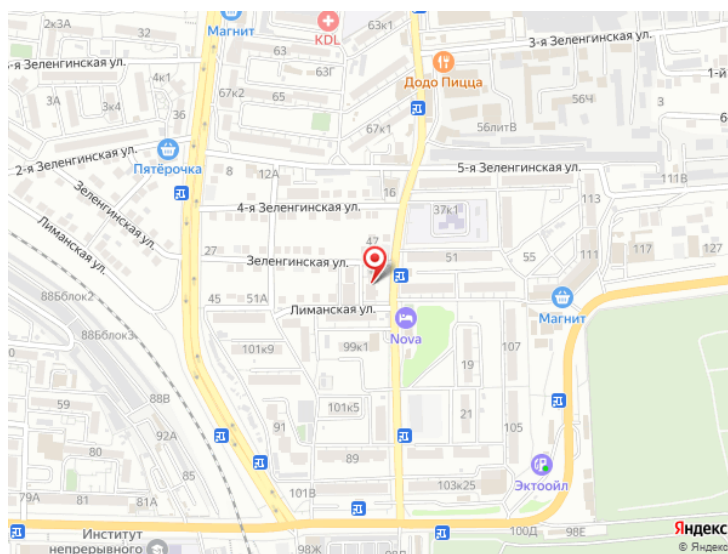 2к3А
32
Магнит
63
KDL
63к1
3-я Зеленгинская ул.
-я Зеленгинская ул.
4к1
63Г
Додо Пицца
56Ч
3
1-й
3А
3к4
36
67к2
65
67к1
56литВ
2-я Зеленгинская ул.
Пятёрочка
8
12А
16
5-я Зеленгинская ул.
111В
Зеленгинская ул.
4-я Зеленгинская ул.
37к1
113
Лиманская ул.
27
Зеленгинская ул.
47
51
55
111
117
127
88Бблок2
45
51А
Лиманская ул.
Nova
Магнит
88Бблок3
101к9
99к1
107
19
59
88В
101к5
21
92А
91
105
85
89
79А
81
81А
101В
103к25
Эктоойл
Институт
непрерывного
98Ж
100Д
98Е
Яндекс
© Яндекс